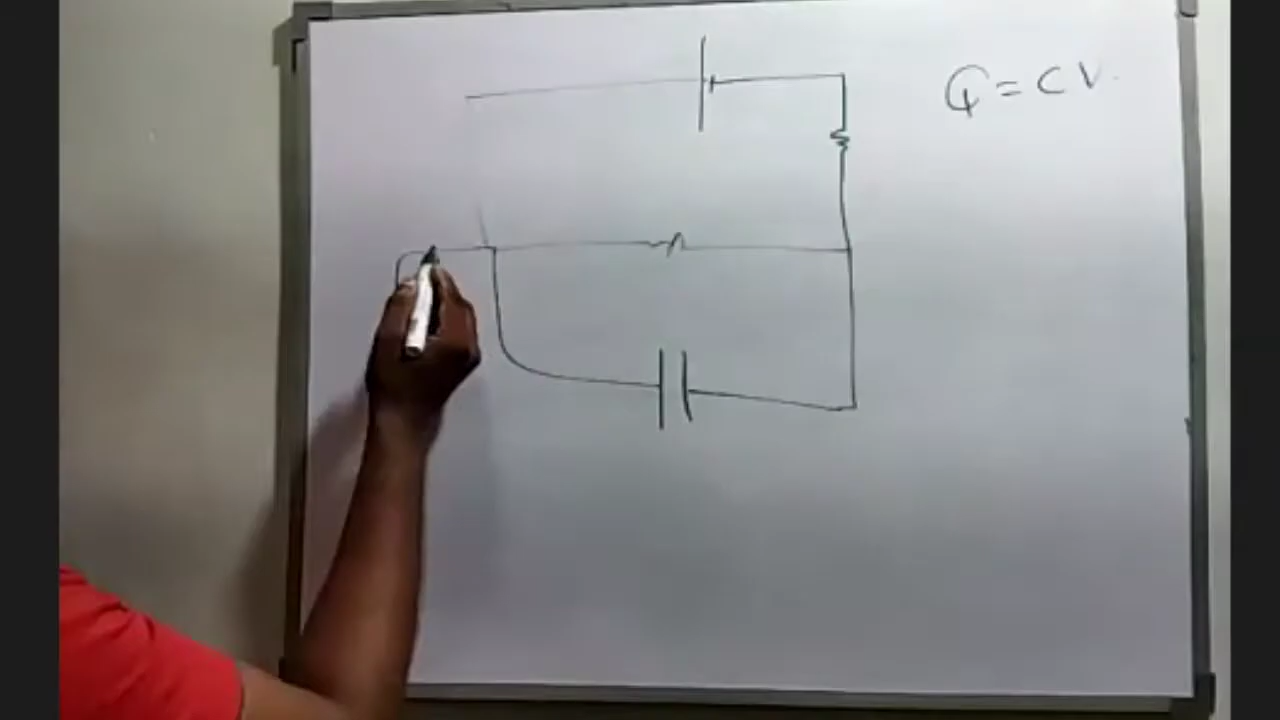 Q = CV.